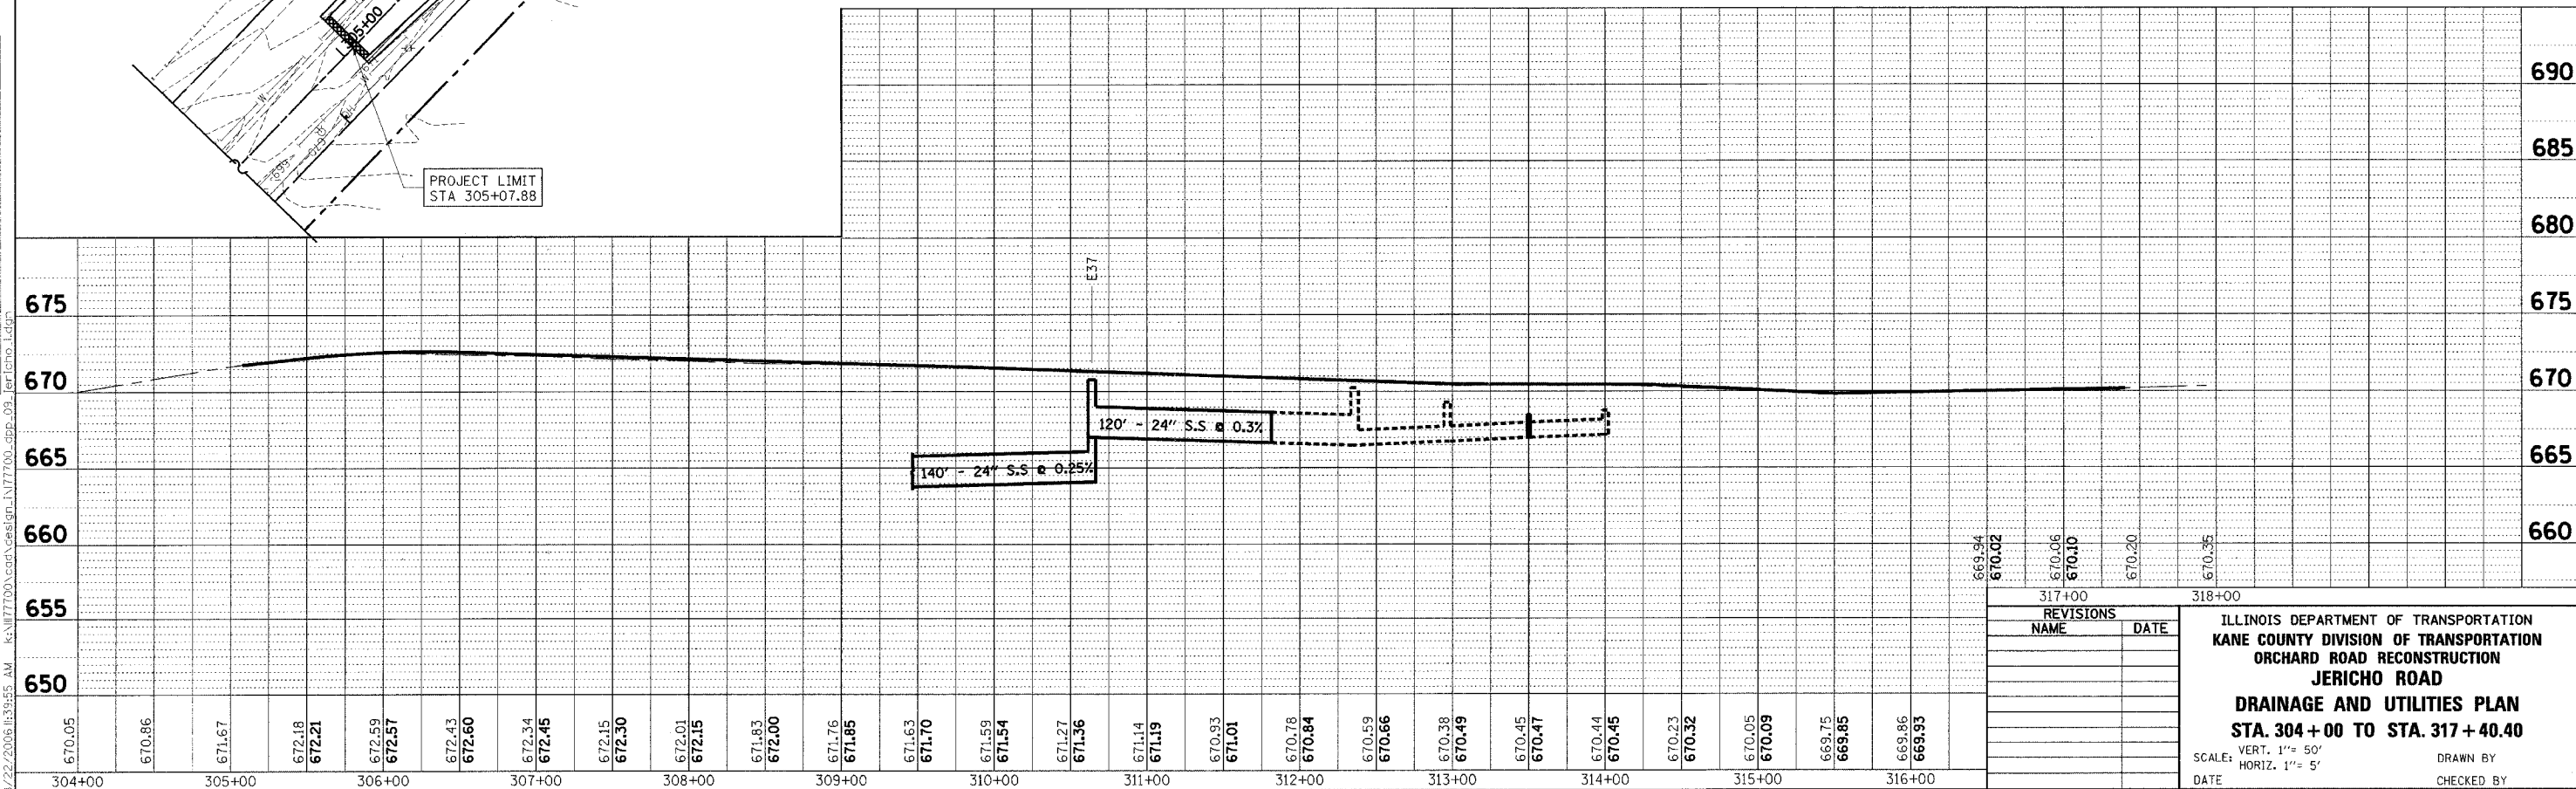 305+00
PROJECT LIMIT
STA 305+07.88
690
685
680
675
670
665
660
655
650
675
670
665
660
E37
120' - 24" S.S @ 0.3%
140' - 24" S.S @ 0.25%
670.05
670.86
671.67
672.18 672.21
672.59 672.57
672.43 672.60
672.34 672.45
672.15 672.30
672.01 672.15
671.83 672.00
671.76 671.85
671.63 671.70
671.59 671.54
671.27 671.36
671.14 671.19
670.93 671.01
670.78 670.84
670.59 670.66
670.38 670.49
670.45 670.47
670.44 670.45
670.23 670.32
670.05 670.09
669.75 669.85
669.86 669.93
669.94 670.02
670.06 670.10
670.20
670.35
304+00 305+00 306+00 307+00 308+00 309+00 310+00 311+00 312+00 313+00 314+00 315+00 316+00
317+00 318+00
REVISIONS
NAME DATE
ILLINOIS DEPARTMENT OF TRANSPORTATION
KANE COUNTY DIVISION OF TRANSPORTATION
ORCHARD ROAD RECONSTRUCTION
JERICHO ROAD
DRAINAGE AND UTILITIES PLAN
STA. 304+00 TO STA. 317+40.40
SCALE: VERT. 1"= 50'
HORIZ. 1"= 5'
DRAWN BY
DATE
CHECKED BY